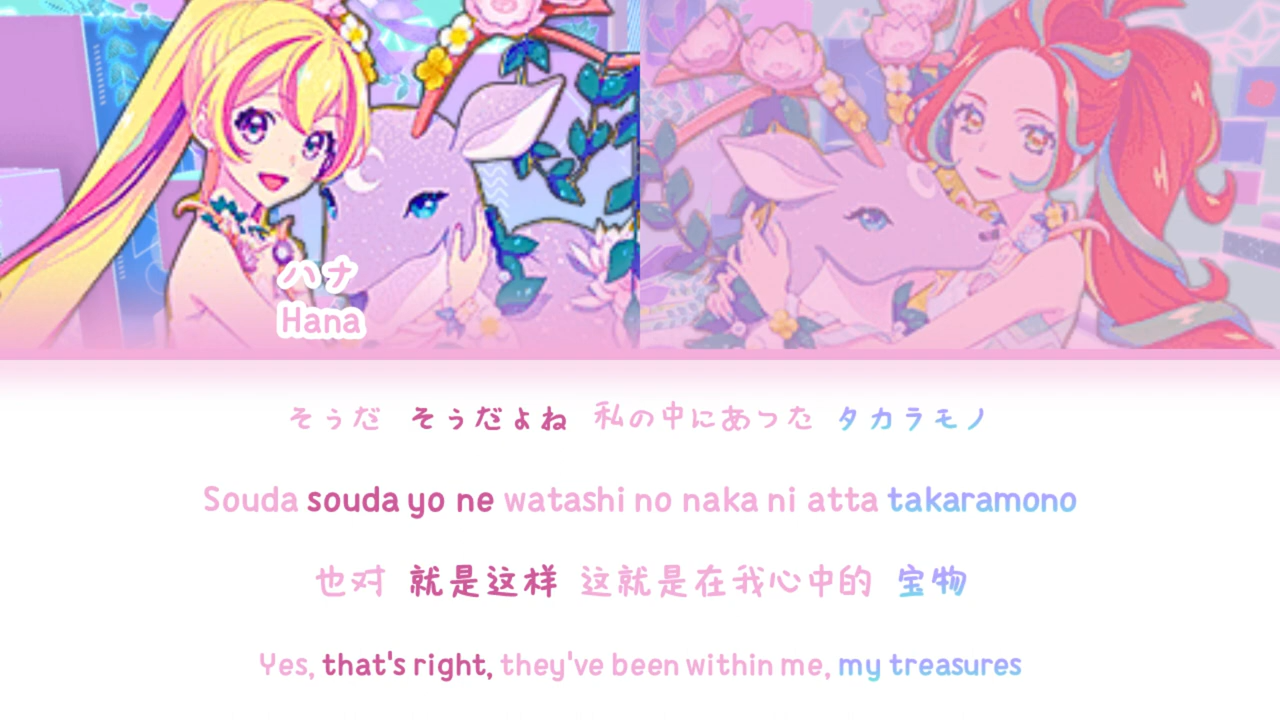 ハナ
Hana
そうだ そうだよね 私の中にあった タカラモノ
Souda souda yo ne watashi no naka ni atta takaramono
也对 就是这样 这就是在我心中的 宝物
Yes, that's right, they've been within me, my treasures